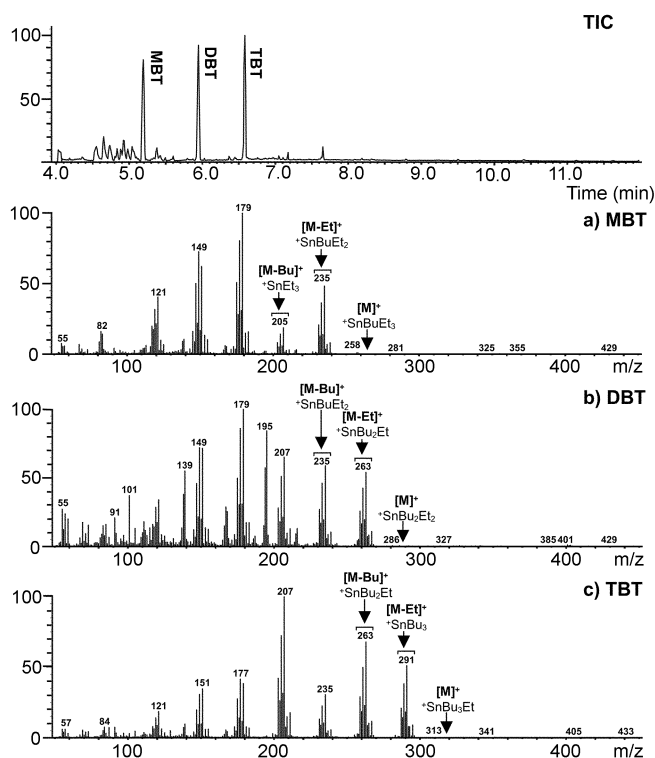 TIC
100
50
MBT
DBT
TBT
4.0 5.0 6.0 7.0 8.0 9.0 10.0 11.0
Time (min)
a) MBT
100
50
0
179
149
121
82
55
[M-Bu]+
+SnEt3
205
[M-Et]+
+SnBuEt2
235
[M]+
+SnBuEt3
258
281
325
355
429
100 200 300 400 m/z
b) DBT
100
50
0
55
91
101
139
149
179
195
207
[M-Bu]+
+SnBuEt2
235
[M-Et]+
+SnBu2Et
263
[M]+
+SnBu2Et2
286
327
385
401
429
100 200 300 400 m/z
c) TBT
100
50
0
57
84
121
151
177
207
235
[M-Bu]+
+SnBu2Et
263
[M-Et]+
+SnBu3
291
[M]+
+SnBu3Et
313
341
405
433
100 200 300 400 m/z